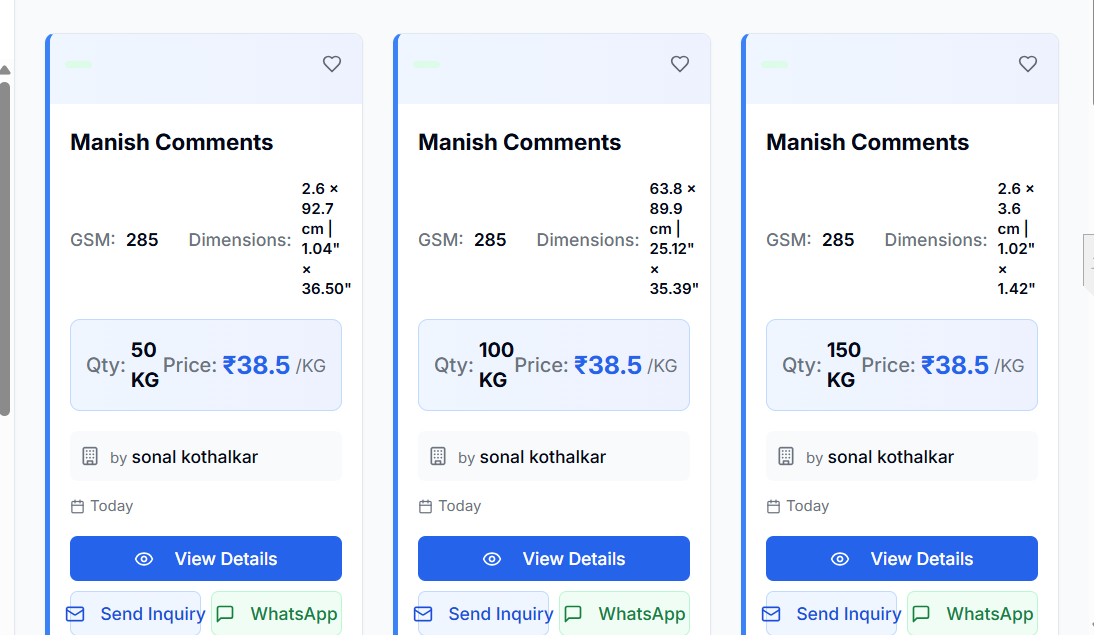 Manish Comments
GSM: 285 Dimensions: 2.6 ×
92.7
cm |
1.04"
×
36.50"
Qty: 50
KG
Price: ₹38.5 /KG
by sonal kothalkar
Today
View Details
Send Inquiry
WhatsApp
Manish Comments
GSM: 285 Dimensions: 63.8 ×
89.9
cm |
25.12"
×
35.39"
Qty: 100
KG
Price: ₹38.5 /KG
by sonal kothalkar
Today
View Details
Send Inquiry
WhatsApp
Manish Comments
GSM: 285 Dimensions: 2.6 ×
3.6
cm |
1.02"
×
1.42"
Qty: 150
KG
Price: ₹38.5 /KG
by sonal kothalkar
Today
View Details
Send Inquiry
WhatsApp